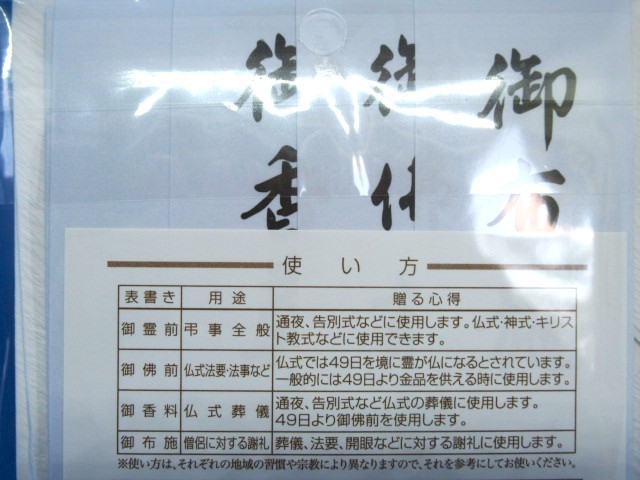 御布
御佛
御香
使い方
表書き 用途 贈る心得
御霊前 弔事全般 通夜、告別式などに使用します。仏式・神式・キリス
ト教式などに使用できます。
御佛前 仏式法要・法事など 仏式では49日を境に霊が仏になるとされています。
一般的には49日より金品を供える時に使用します。
御香料 仏式葬儀 通夜、告別式など仏式の葬儀に使用します。
49日より御佛前を使用します。
御布施 僧侶に対する謝礼 葬儀、法要、開眼などに対する謝礼に使用します。
※使い方は、それぞれの地域の習慣や宗教により異なりますので、それを参考にしてお使いください。